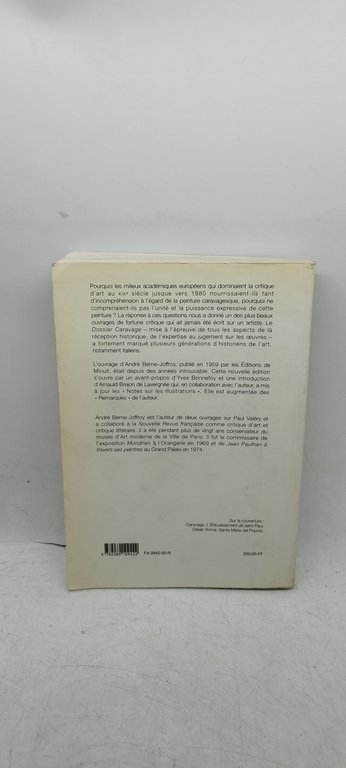 Pourquoi les milieux académiques européens qui dominaient la critique
d'art au XIXe siècle jusque vers 1880 nourrissaient-ils tant
d'incompréhension à l'égard de la peinture caravagesque, pourquoi ne
comprenaient-ils pas l'unité et la puissance expressive de cette
peinture ? La réponse à ces questions nous a donné un des plus beaux
ouvrages de fortune critique qui ait jamais été écrit sur un artiste. Le
Dossier Caravage - mise à l'épreuve de tous les aspects de la
réception historique, de l'expertise au jugement sur les œuvres -
a fortement marqué plusieurs générations d'historiens de l'art,
notamment italiens.
L'ouvrage d'André Berne-Joffroy, publié en 1959 par les Éditions de
Minuit, était depuis des années introuvable. Cette nouvelle édition
s'ouvre par un avant-propos d'Yves Bonnefoy et une introduction
d'Arnauld Brejon de Lavergnée qui, en collaboration avec l'auteur, a mis
à jour les « Notes sur les illustrations ». Elle est augmentée des
« Remarques » de l'auteur.
André Berne-Joffroy est l'auteur de deux ouvrages sur Paul Valéry et
a collaboré à la Nouvelle Revue française comme critique d'art et
critique littéraire. Il a été pendant plus de vingt ans conservateur du
musée d'Art moderne de la Ville de Paris. Il fut le commissaire de
l'exposition Mondrian à l'Orangerie en 1969 et de Jean Paulhan à
travers ses peintres au Grand Palais en 1974.
Sur la couverture :
Caravage, L'Éblouissement de saint Paul.
Détail. Rome, Santa Maria del Popolo.
FA 0942-00-III
250,00 FF